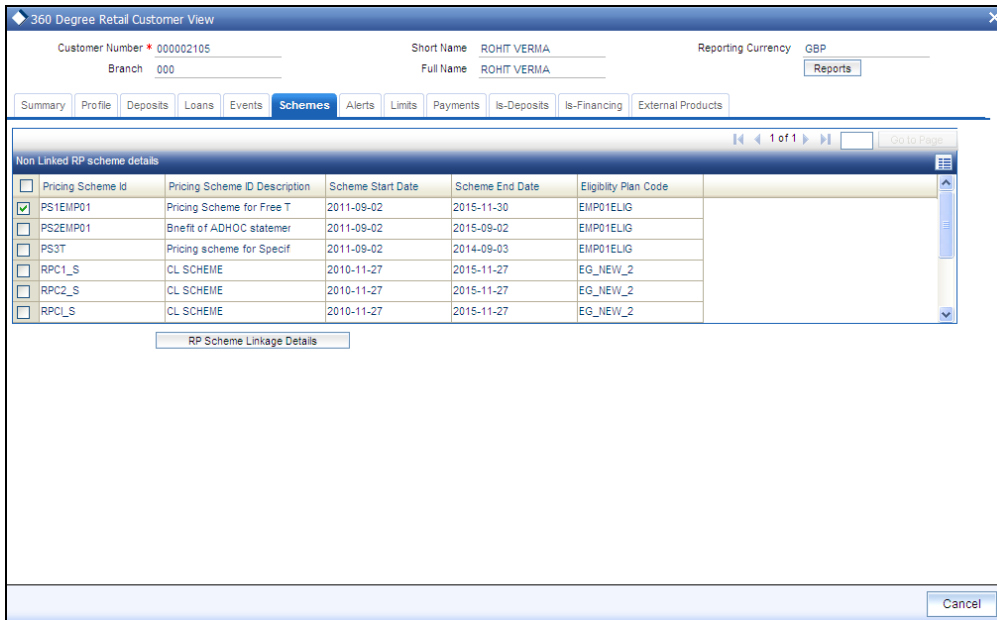 360 Degree Retail Customer View
Customer Number * 000002105 Short Name ROHIT VERMA Reporting Currency GBP
Branch 000 Full Name ROHIT VERMA Reports
Summary Profile Deposits Loans Events Schemes Alerts Limits Payments Is-Deposits Is-Financing External Products
1 of 1 Go to Page
Non Linked RP scheme details
Pricing Scheme Id Pricing Scheme ID Description Scheme Start Date Scheme End Date Eligiblity Plan Code
PS1EMP01 Pricing Scheme for Free T 2011-09-02 2015-11-30 EMP01ELIG
PS2EMP01 Bnefit of ADHOC statemer 2011-09-02 2015-09-02 EMP01ELIG
PS3T Pricing scheme for Specif 2011-09-02 2014-09-03 EMP01ELIG
RPC1_S CL SCHEME 2010-11-27 2015-11-27 EG_NEW_2
RPC2_S CL SCHEME 2010-11-27 2015-11-27 EG_NEW_2
RPCI_S CL SCHEME 2010-11-27 2015-11-27 EG_NEW_2
RP Scheme Linkage Details
Cancel